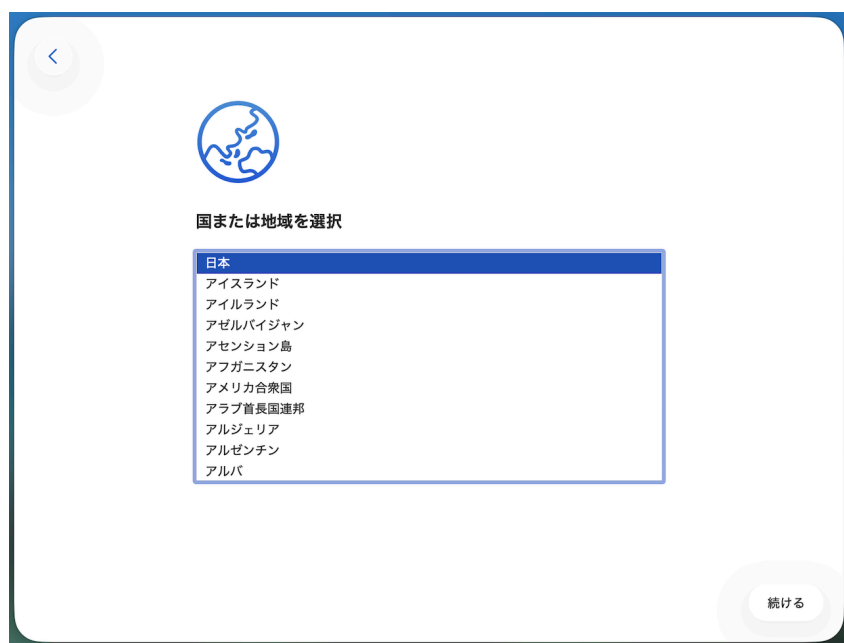 国または地域を選択
日本
アイスランド
アイルランド
アゼルバイジャン
アセンション島
アフガニスタン
アメリカ合衆国
アラブ首長国連邦
アルジェリア
アルゼンチン
アルバ
続ける